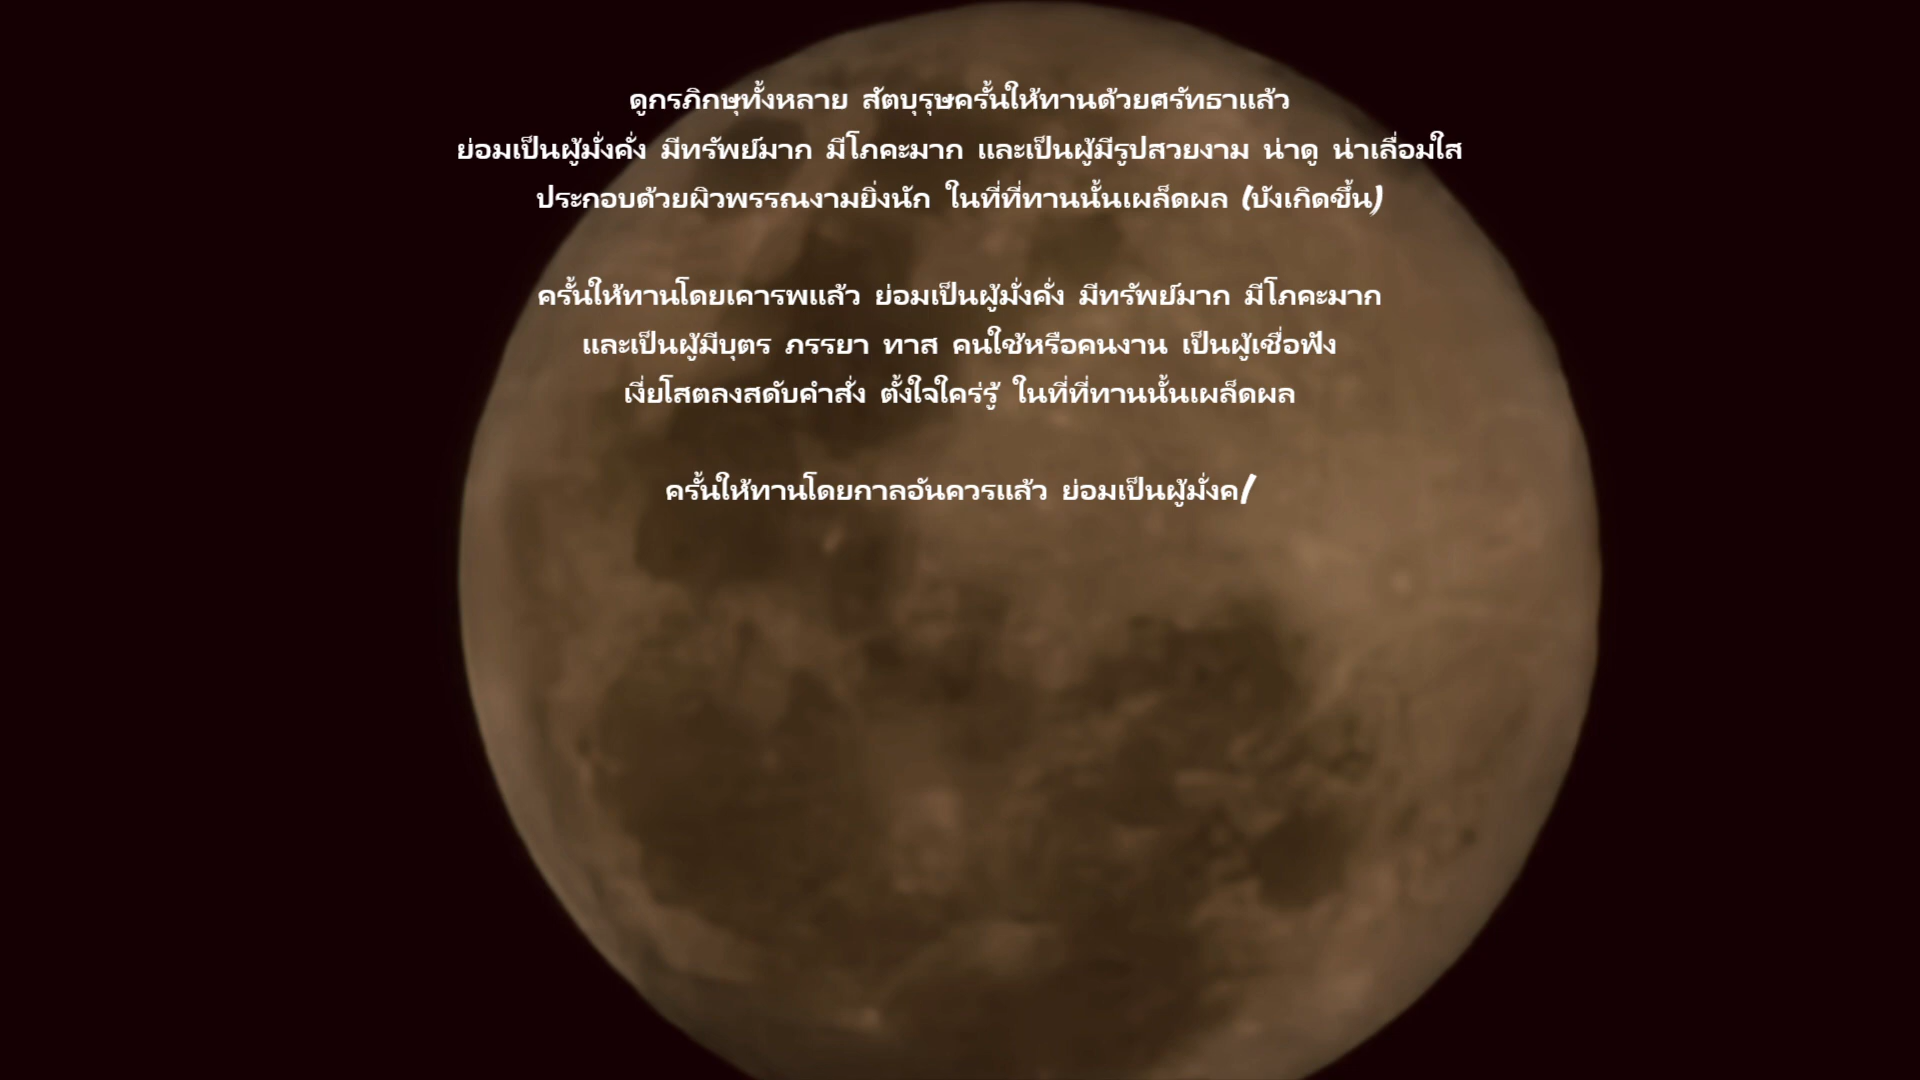 ดูกรภิกษุทั้งหลาย สัตบุรุษครั้นให้ทานด้วยศรัทธาแล้ว
ย่อมเป็นผู้มั่งคั่ง มีทรัพย์มาก มีโภคะมาก และเป็นผู้มีรูปสวยงาม น่าดู น่าเลื่อมใส
ประกอบด้วยผิวพรรณงามยิ่งนัก ในที่ที่ทานนั้นเผล็ดผล (บังเกิดขึ้น)
ครั้นให้ทานโดยเคารพแล้ว ย่อมเป็นผู้มั่งคั่ง มีทรัพย์มาก มีโภคะมาก
และเป็นผู้มีบุตร ภรรยา ทาส คนใช้หรือคนงาน เป็นผู้เชื่อฟัง
เงี่ยโสตลงสดับคำสั่ง ตั้งใจใคร่รู้ ในที่ที่ทานนั้นเผล็ดผล
ครั้นให้ทานโดยกาลอันควรแล้ว ย่อมเป็นผู้มั่งค/